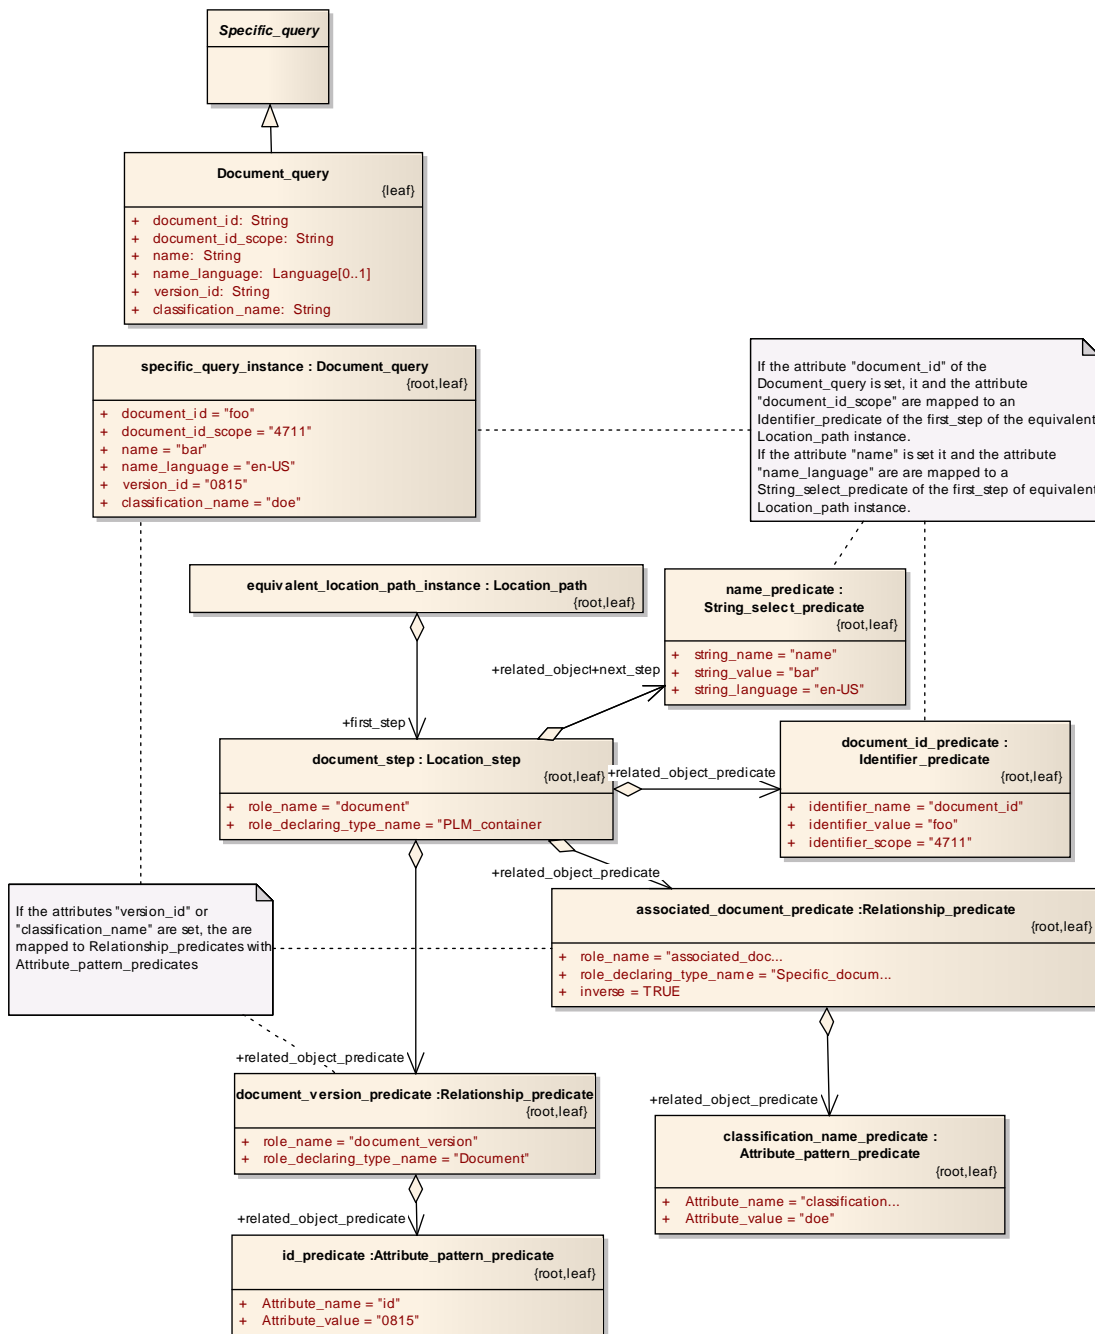 Specific_query
Document_query
{leaf}
+ document_id: String
+ document_id_scope: String
+ name: String
+ name_language: Language[0..1]
+ version_id: String
+ classification_name: String
specific_query_instance : Document_query
{root,leaf}
+ document_id = "foo"
+ document_id_scope = "4711"
+ name = "bar"
+ name_language = "en-US"
+ version_id = "0815"
+ classification_name = "doe"
If the attribute "document_id" of the
Document_query is set, it and the attribute
"document_id_scope" are mapped to an
Identifier_predicate of the first_step of the equivalent
Location_path instance.
If the attribute "name" is set it and the attribute
"name_language" are are mapped to a
String_select_predicate of the first_step of equivalent
Location_path instance.
equivalent_location_path_instance : Location_path
{root,leaf}
name_predicate :
String_select_predicate
{root,leaf}
+ string_name = "name"
+ string_value = "bar"
+ string_language = "en-US"
+related_object+next_step
+first_step
document_step : Location_step
{root,leaf}
+ role_name = "document"
+ role_declaring_type_name = "PLM_container
+related_object_predicate
document_id_predicate :
Identifier_predicate
{root,leaf}
+ identifier_name = "document_id"
+ identifier_value = "foo"
+ identifier_scope = "4711"
+related_object_predicate
If the attributes "version_id" or
"classification_name" are set, the are
mapped to Relationship_predicates with
Attribute_pattern_predicates
associated_document_predicate :Relationship_predicate
{root,leaf}
+ role_name = "associated_doc...
+ role_declaring_type_name = "Specific_docum...
+ inverse = TRUE
+related_object_predicate
document_version_predicate :Relationship_predicate
{root,leaf}
+ role_name = "document_version"
+ role_declaring_type_name = "Document"
+related_object_predicate
classification_name_predicate :
Attribute_pattern_predicate
{root,leaf}
+ Attribute_name = "classification...
+ Attribute_value = "doe"
+related_object_predicate
id_predicate :Attribute_pattern_predicate
{root,leaf}
+ Attribute_name = "id"
+ Attribute_value = "0815"